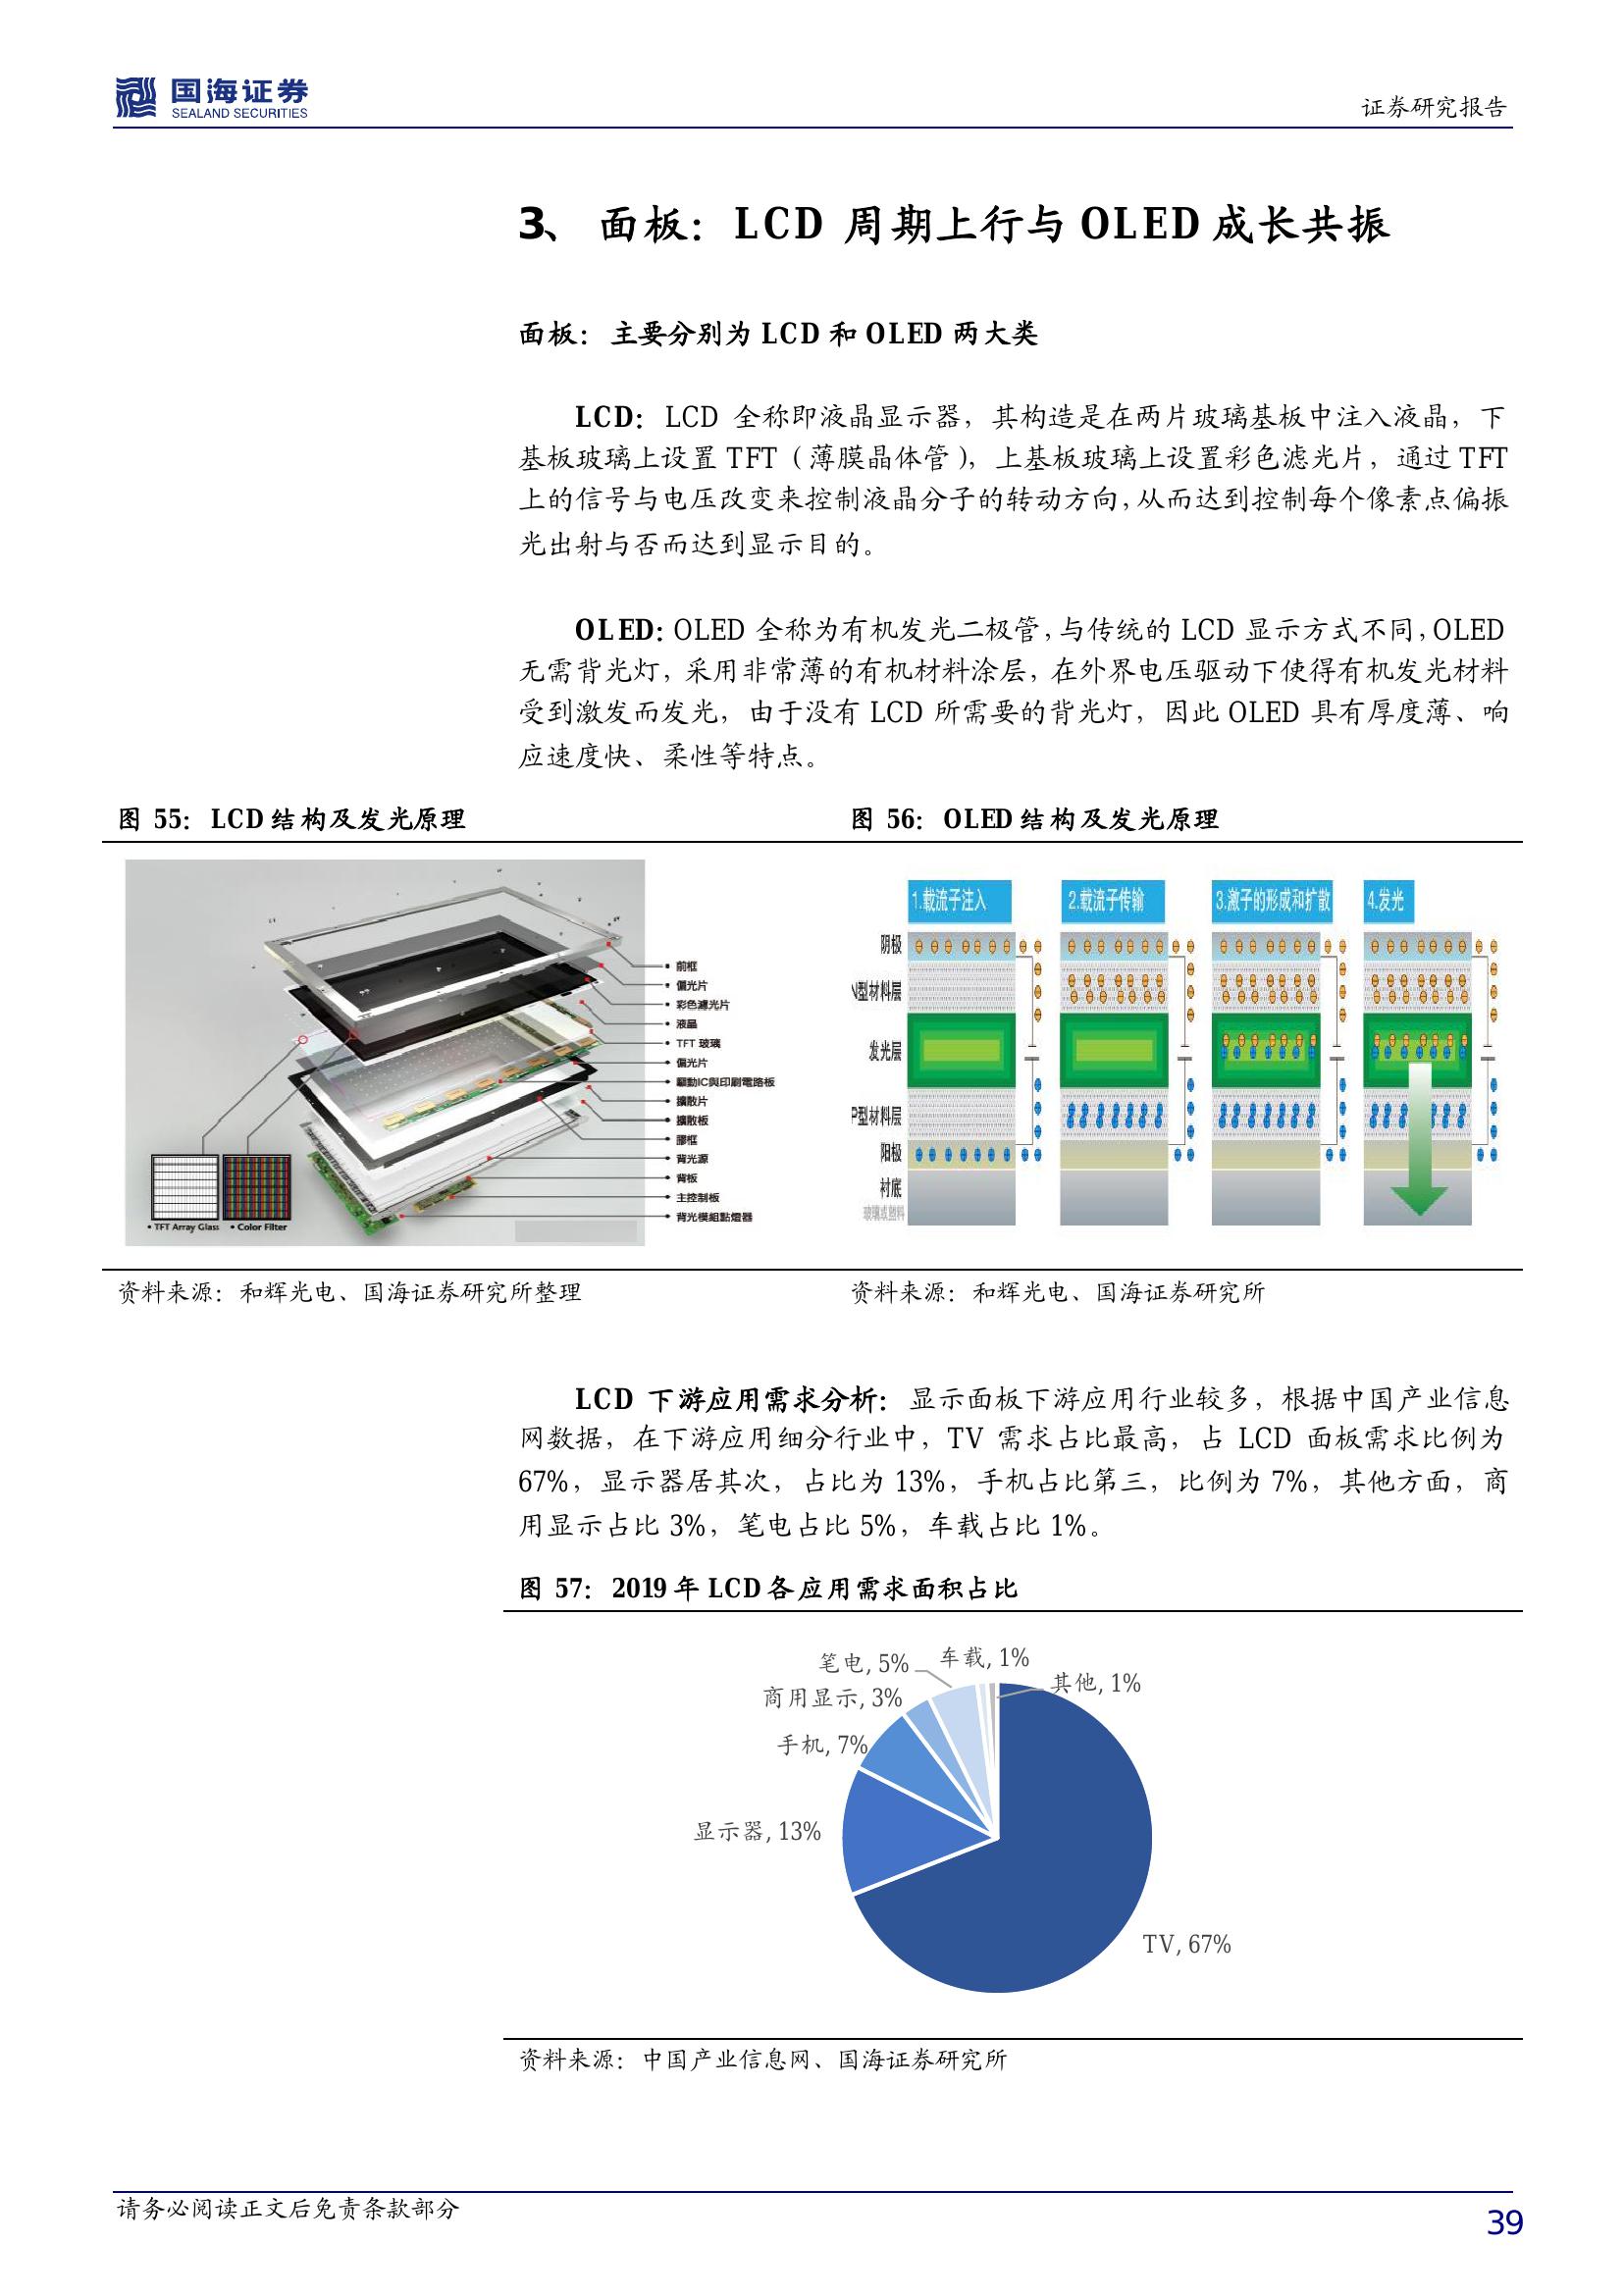 国海证券
SEALAND SECURITIES
证券研究报告
3、 面板：LCD 周期上行与 OLED 成长共振
面板：主要分别为 LCD 和 OLED 两大类
LCD：LCD 全称即液晶显示器，其构造是在两片玻璃基板中注入液晶，下
基板玻璃上设置 TFT（薄膜晶体管），上基板玻璃上设置彩色滤光片，通过 TFT
上的信号与电压改变来控制液晶分子的转动方向，从而达到控制每个像素点偏振
光出射与否而达到显示目的。
OLED：OLED 全称为有机发光二极管，与传统的 LCD 显示方式不同，OLED
无需背光灯，采用非常薄的有机材料涂层，在外界电压驱动下使得有机发光材料
受到激发而发光，由于没有 LCD 所需要的背光灯，因此 OLED 具有厚度薄、响
应速度快、柔性等特点。
图 55：LCD 结构及发光原理
前框
偏光片
彩色濾光片
液晶
TFT 玻璃
偏光片
驅動IC與印刷電路板
擴散片
擴散板
膠框
背光源
背板
主控制板
背光模組點燈器
• TFT Array Glass • Color Filter
资料来源：和辉光电、国海证券研究所整理
图 56：OLED 结构及发光原理
1.载流子注入 2.载流子传输 3.激子的形成和扩散 4.发光
阴极
N型材料层
发光层
P型材料层
阳极
衬底
玻璃或塑料
资料来源：和辉光电、国海证券研究所
LCD 下游应用需求分析：显示面板下游应用行业较多，根据中国产业信息
网数据，在下游应用细分行业中，TV 需求占比最高，占 LCD 面板需求比例为
67%，显示器居其次，占比为 13%，手机占比第三，比例为 7%，其他方面，商
用显示占比 3%，笔电占比 5%，车载占比 1%。
图 57：2019 年 LCD 各应用需求面积占比
笔电, 5%
车载, 1%
其他, 1%
商用显示, 3%
手机, 7%
显示器, 13%
TV, 67%
资料来源：中国产业信息网、国海证券研究所
请务必阅读正文后免责条款部分
39